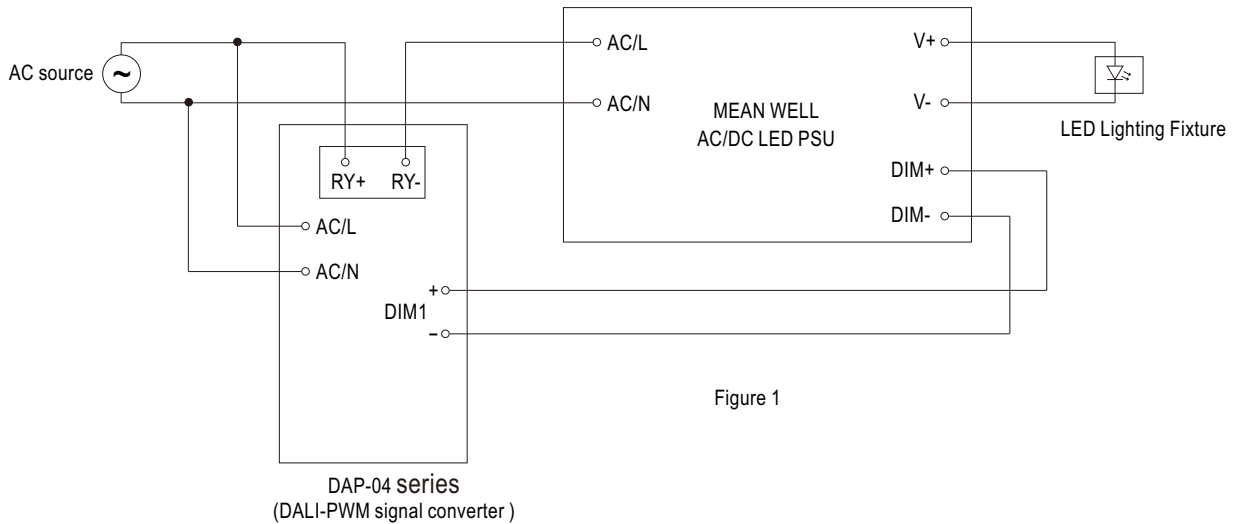 AC/L
V+
AC source
~
AC/N
V-
MEAN WELL
AC/DC LED PSU
LED Lighting Fixture
RY+ RY-
DIM+
DIM-
AC/L
AC/N
+
DIM1
−
Figure 1
DAP-04 series
(DALI-PWM signal converter )